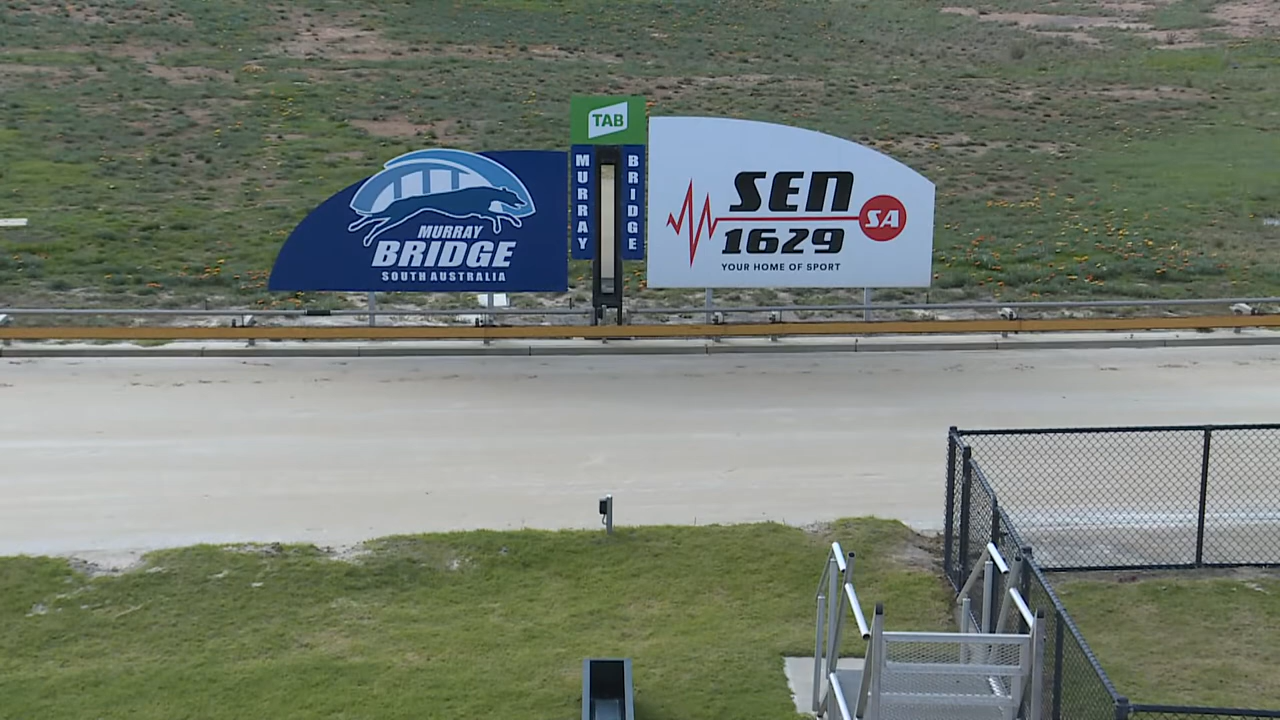 TAB
MURRAY
BRIDGE
MURRAY
BRIDGE
SOUTH AUSTRALIA
SEN
SA
1629
YOUR HOME OF SPORT